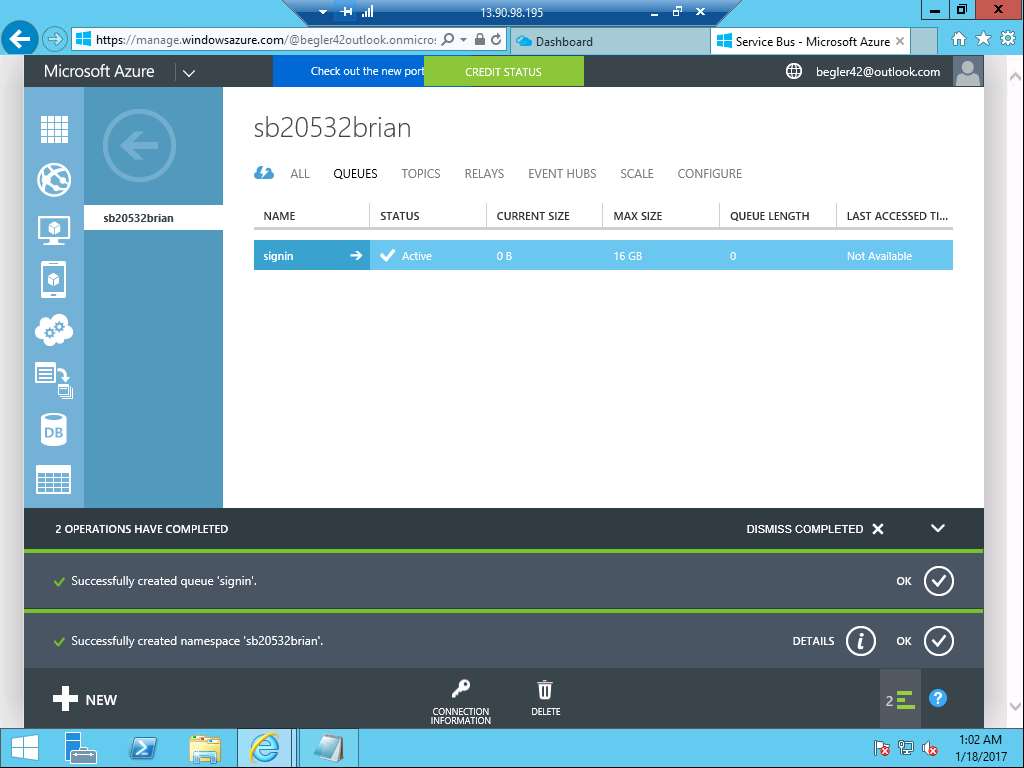 13.90.98.195
https://manage.windowsazure.com/@begler42outlook.onmicro
Dashboard
Service Bus - Microsoft Azure
Microsoft Azure
Check out the new port
CREDIT STATUS
begler42@outlook.com
sb20532brian
sb20532brian
ALL QUEUES TOPICS RELAYS EVENT HUBS SCALE CONFIGURE
NAME STATUS CURRENT SIZE MAX SIZE QUEUE LENGTH LAST ACCESSED TI...
signin Active 0 B 16 GB 0 Not Available
DB
2 OPERATIONS HAVE COMPLETED
DISMISS COMPLETED
Successfully created queue 'signin'.
OK
Successfully created namespace 'sb20532brian'.
DETAILS
OK
NEW
CONNECTION
INFORMATION
DELETE
2
1:02 AM
1/18/2017